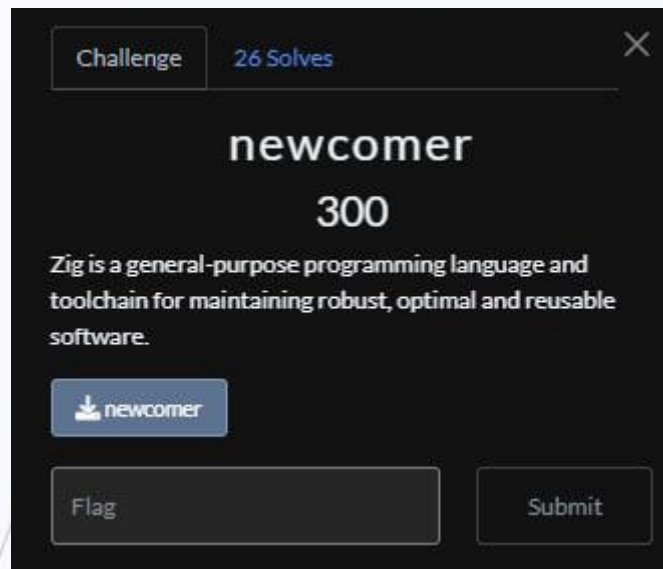 Challenge 26 Solves
newcomer
300
Zig is a general-purpose programming language and
toolchain for maintaining robust, optimal and reusable
software.
newcomer
Flag Submit